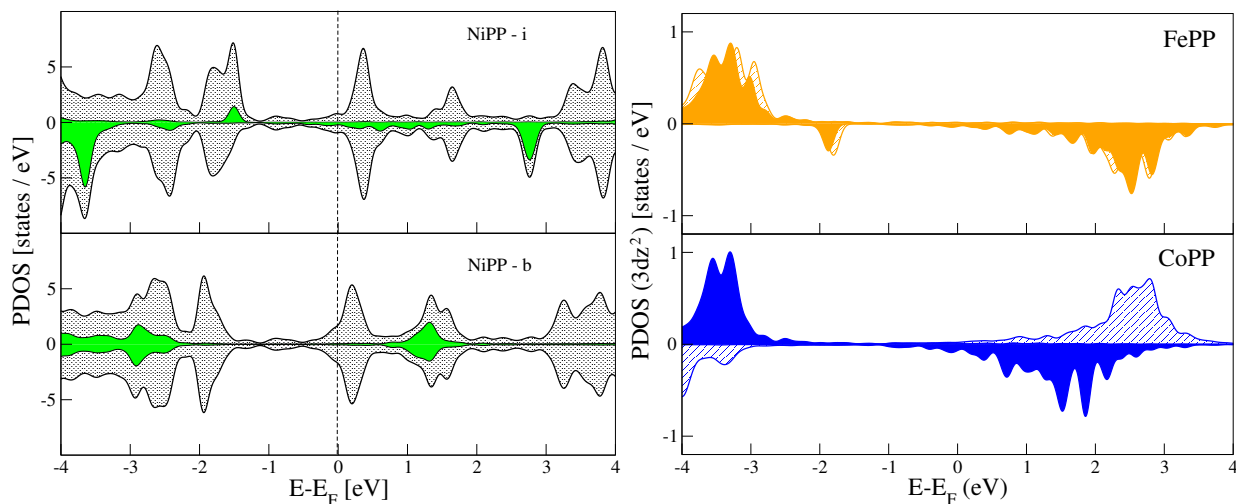 NiPP - i
5
0
-5
NiPP - b
5
0
-5
PDOS [states / eV]
-4 -3 -2 -1 0 1 2 3 4
E-E_F [eV]
FePP
1
0
-1
CoPP
1
0
-1
PDOS (3dz²) [states / eV]
-4 -3 -2 -1 0 1 2 3 4
E-E_F (eV)